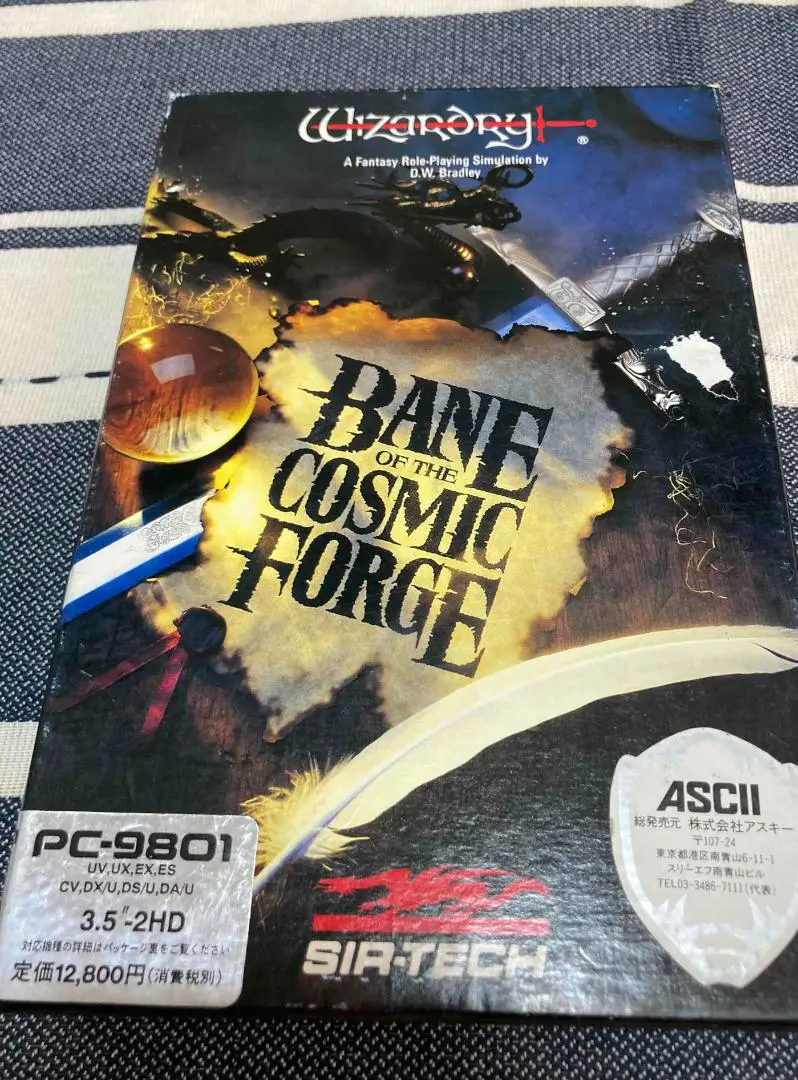 Wizardry
®
A Fantasy Role-Playing Simulation by
D.W. Bradley
BANE
OF THE
COSMIC
FORGE
PC-9801
UV,UX,EX,ES
CV,DX/U,DS/U,DA/U
3.5"-2HD
対応機種の詳細はパッケージ裏をご覧ください
定価12,800円(消費税別)
SIR-TECH
ASCII
総発売元 株式会社アスキー
〒107-24
東京都港区南青山6-11-1
スリーエフ南青山ビル
TEL03-3486-7111(代表)